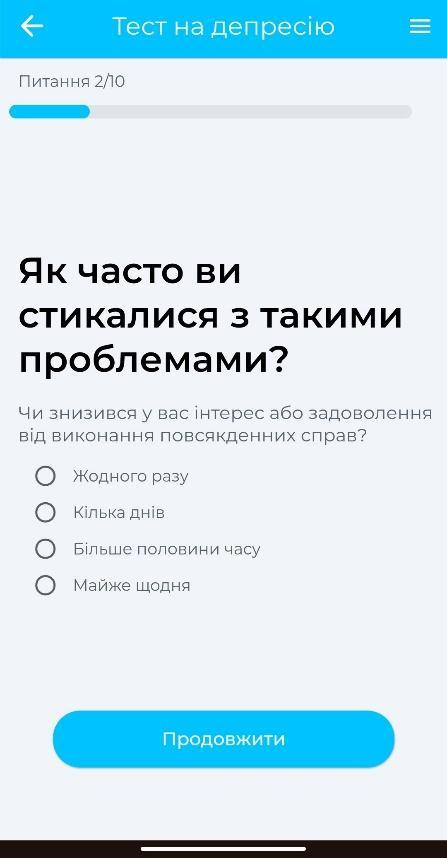 Тест на депресію
Питання 2/10
Як часто ви
стикалися з такими
проблемами?
Чи знизився у вас інтерес або задоволення
від виконання повсякденних справ?
Жодного разу
Кілька днів
Більше половини часу
Майже щодня
Продовжити